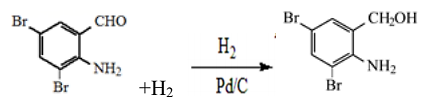 Br
CHO
NH₂
Br
+H₂
H₂
Pd/C
Br
CH₂OH
NH₂
Br